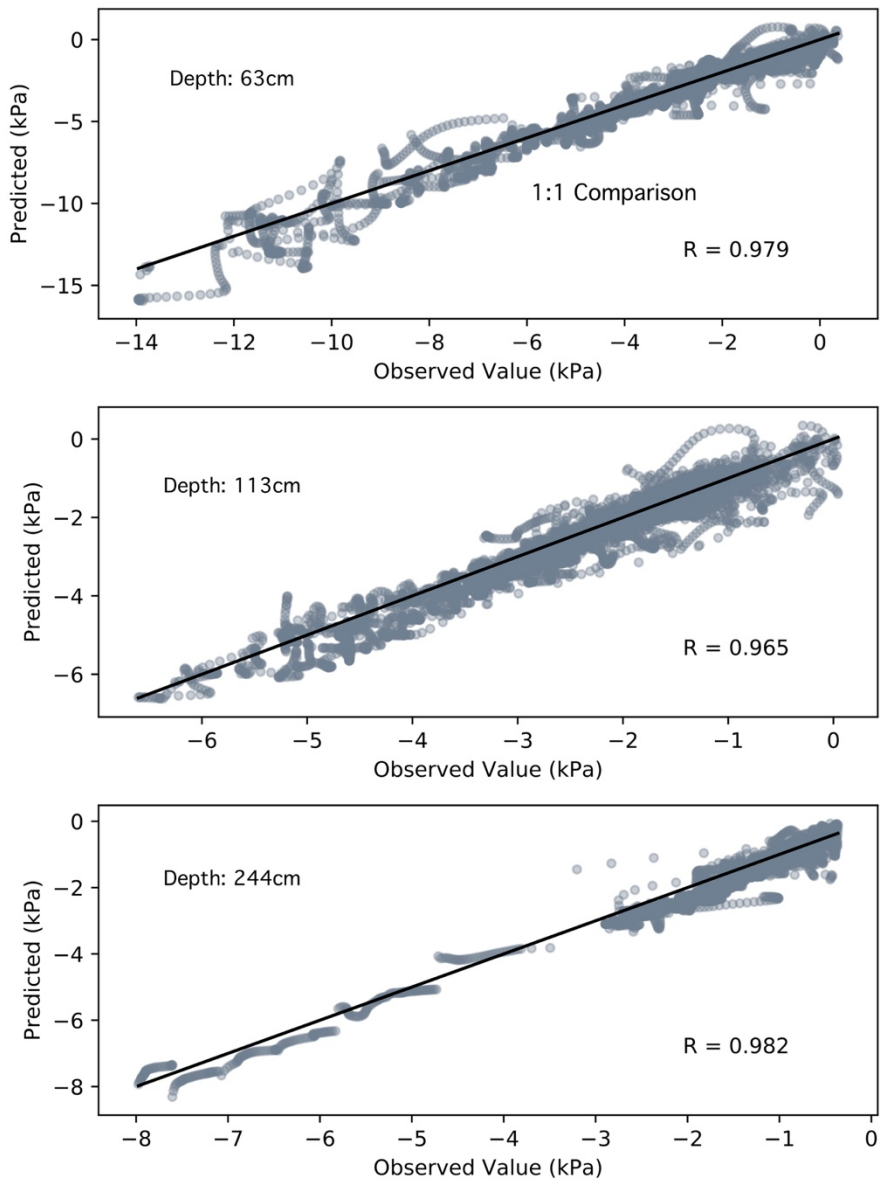 0
−5
−10
−15
Predicted (kPa)
Depth: 63cm
1:1 Comparison
R = 0.979
−14 −12 −10 −8 −6 −4 −2 0
Observed Value (kPa)
0
−2
−4
−6
Predicted (kPa)
Depth: 113cm
R = 0.965
−6 −5 −4 −3 −2 −1 0
Observed Value (kPa)
0
−2
−4
−6
−8
Predicted (kPa)
Depth: 244cm
R = 0.982
−8 −7 −6 −5 −4 −3 −2 −1 0
Observed Value (kPa)